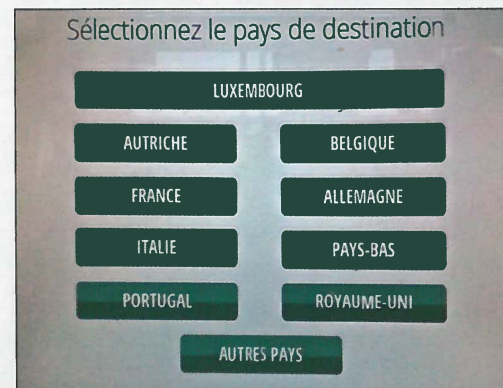 Sélectionnez le pays de destination
LUXEMBOURG
AUTRICHE BELGIQUE
FRANCE ALLEMAGNE
ITALIE PAYS-BAS
PORTUGAL ROYAUME-UNI
AUTRES PAYS